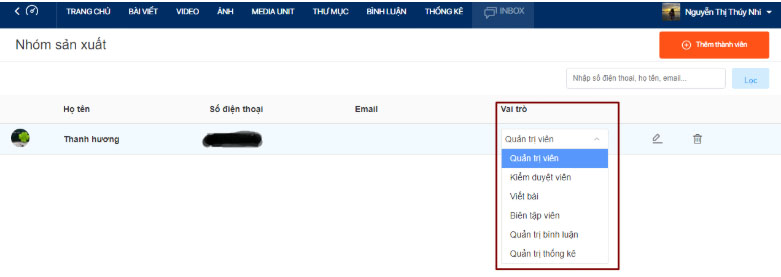 TRANG CHỦ BÀI VIẾT VIDEO ẢNH MEDIA UNIT THƯ MỤC BÌNH LUẬN THỐNG KÊ INBOX Nguyễn Thị Thúy Nhi
Nhóm sản xuất Thêm thành viên
Nhập số điện thoại, họ tên, email... Lọc
Họ tên Số điện thoại Email Vai trò
Thanh hương Quản trị viên
Quản trị viên
Kiểm duyệt viên
Viết bài
Biên tập viên
Quản trị bình luận
Quản trị thống kê